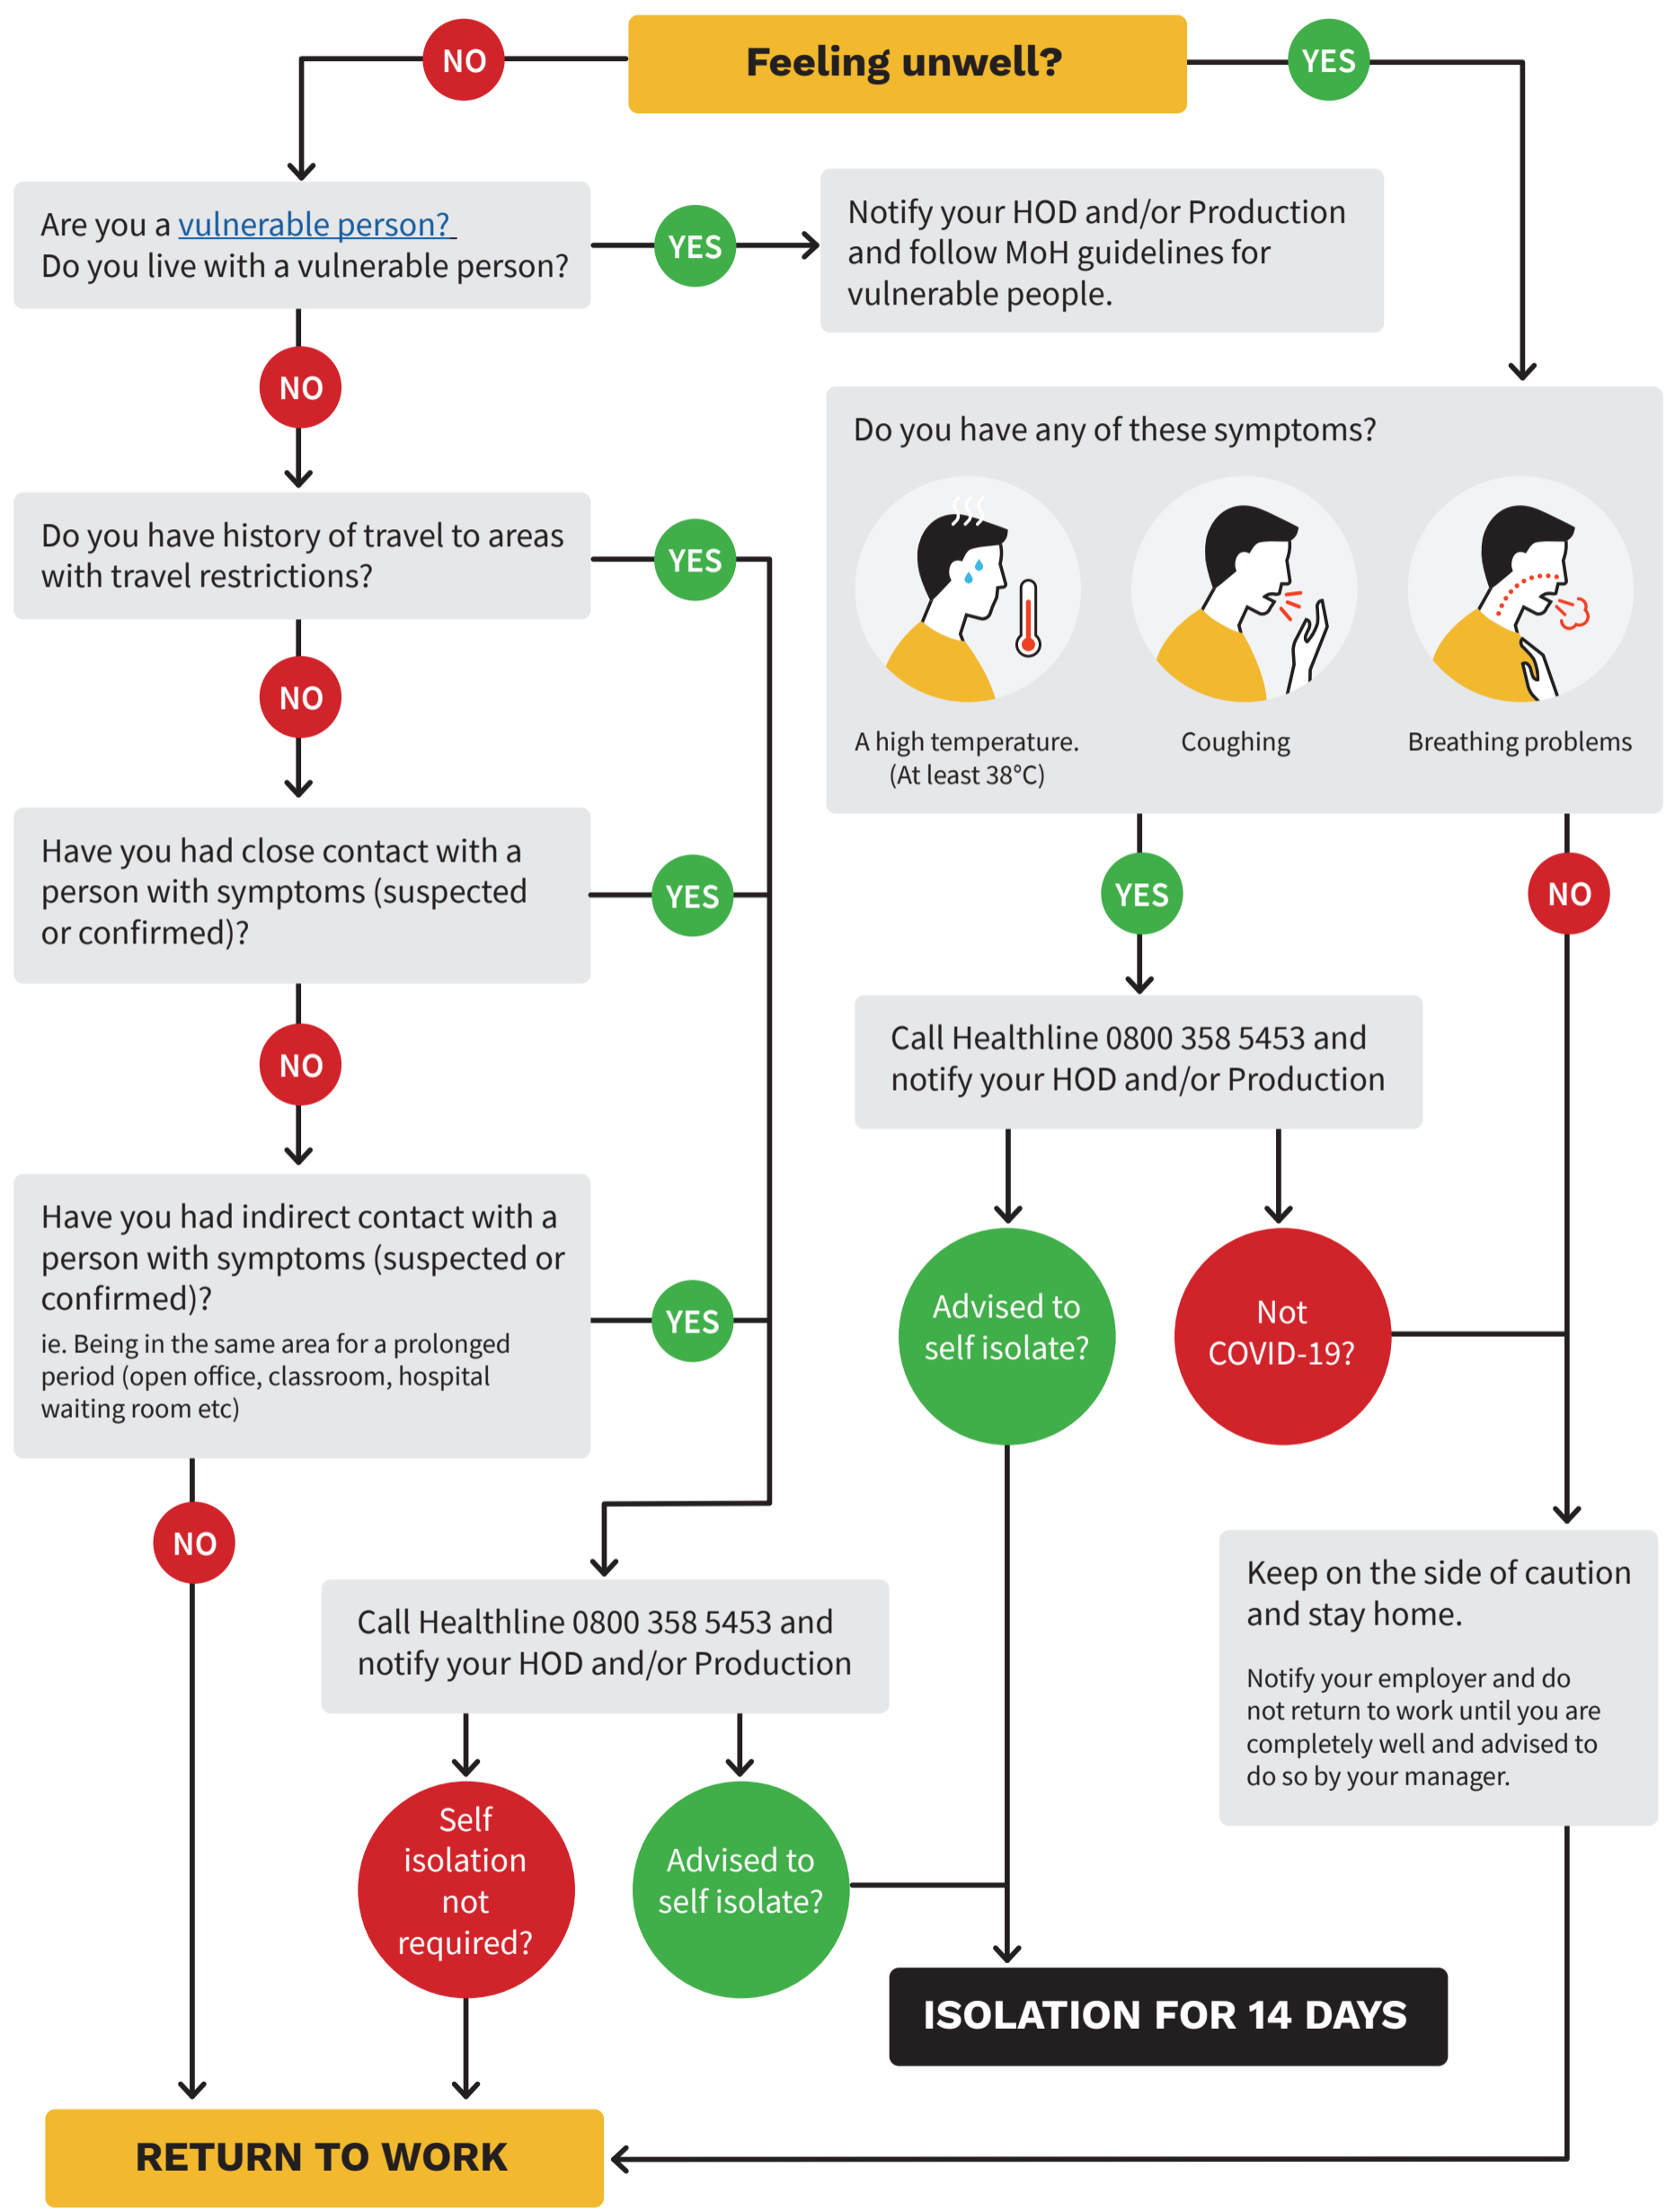 Feeling unwell?
NO
YES
Are you a vulnerable person?
Do you live with a vulnerable person?
YES
Notify your HOD and/or Production
and follow MoH guidelines for
vulnerable people.
NO
Do you have any of these symptoms?
A high temperature.
(At least 38°C)
Coughing
Breathing problems
Do you have history of travel to areas
with travel restrictions?
YES
NO
Have you had close contact with a
person with symptoms (suspected
or confirmed)?
YES
YES
NO
NO
Call Healthline 0800 358 5453 and
notify your HOD and/or Production
Have you had indirect contact with a
person with symptoms (suspected or
confirmed)?
ie. Being in the same area for a prolonged
period (open office, classroom, hospital
waiting room etc)
YES
Advised to
self isolate?
Not
COVID-19?
NO
Keep on the side of caution
and stay home.
Notify your employer and do
not return to work until you are
completely well and advised to
do so by your manager.
Call Healthline 0800 358 5453 and
notify your HOD and/or Production
Self
isolation
not
required?
Advised to
self isolate?
ISOLATION FOR 14 DAYS
RETURN TO WORK